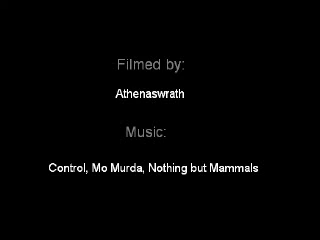 Filmed by:
Athenaswrath
Music:
Control, Mo Murda, Nothing but Mammals